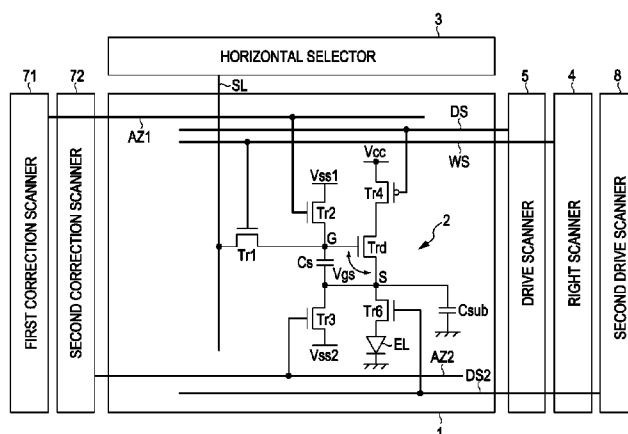 3
HORIZONTAL SELECTOR
71
72
SL
5
4
8
FIRST CORRECTION SCANNER
SECOND CORRECTION SCANNER
DRIVE SCANNER
RIGHT SCANNER
SECOND DRIVE SCANNER
AZ1
DS
WS
Vss1
Vcc
Tr2
Tr4
2
Tr1
G
Trd
Cs
Vgs
S
Tr3
Tr6
Csub
Vss2
EL
AZ2
DS2
1